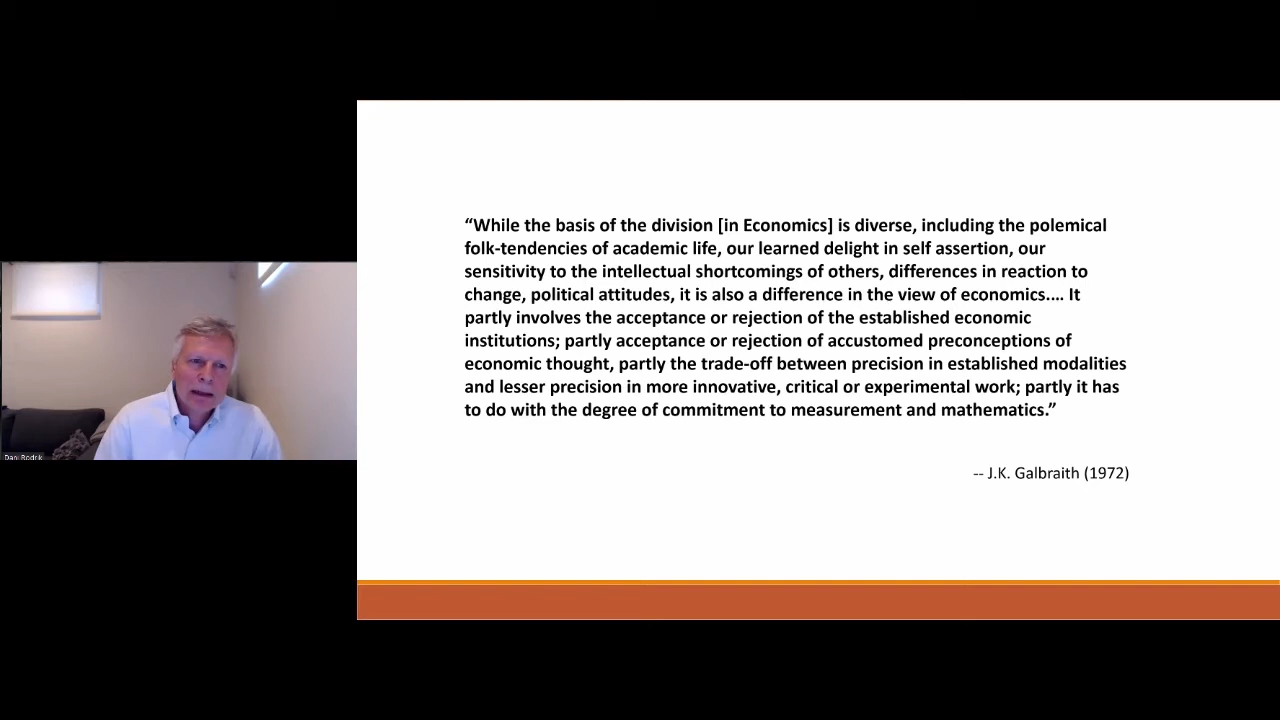 “While the basis of the division [in Economics] is diverse, including the polemical
folk-tendencies of academic life, our learned delight in self assertion, our
sensitivity to the intellectual shortcomings of others, differences in reaction to
change, political attitudes, it is also a difference in the view of economics.... It
partly involves the acceptance or rejection of the established economic
institutions; partly acceptance or rejection of accustomed preconceptions of
economic thought, partly the trade-off between precision in established modalities
and lesser precision in more innovative, critical or experimental work; partly it has
to do with the degree of commitment to measurement and mathematics.”
-- J.K. Galbraith (1972)
Dani Rodrik